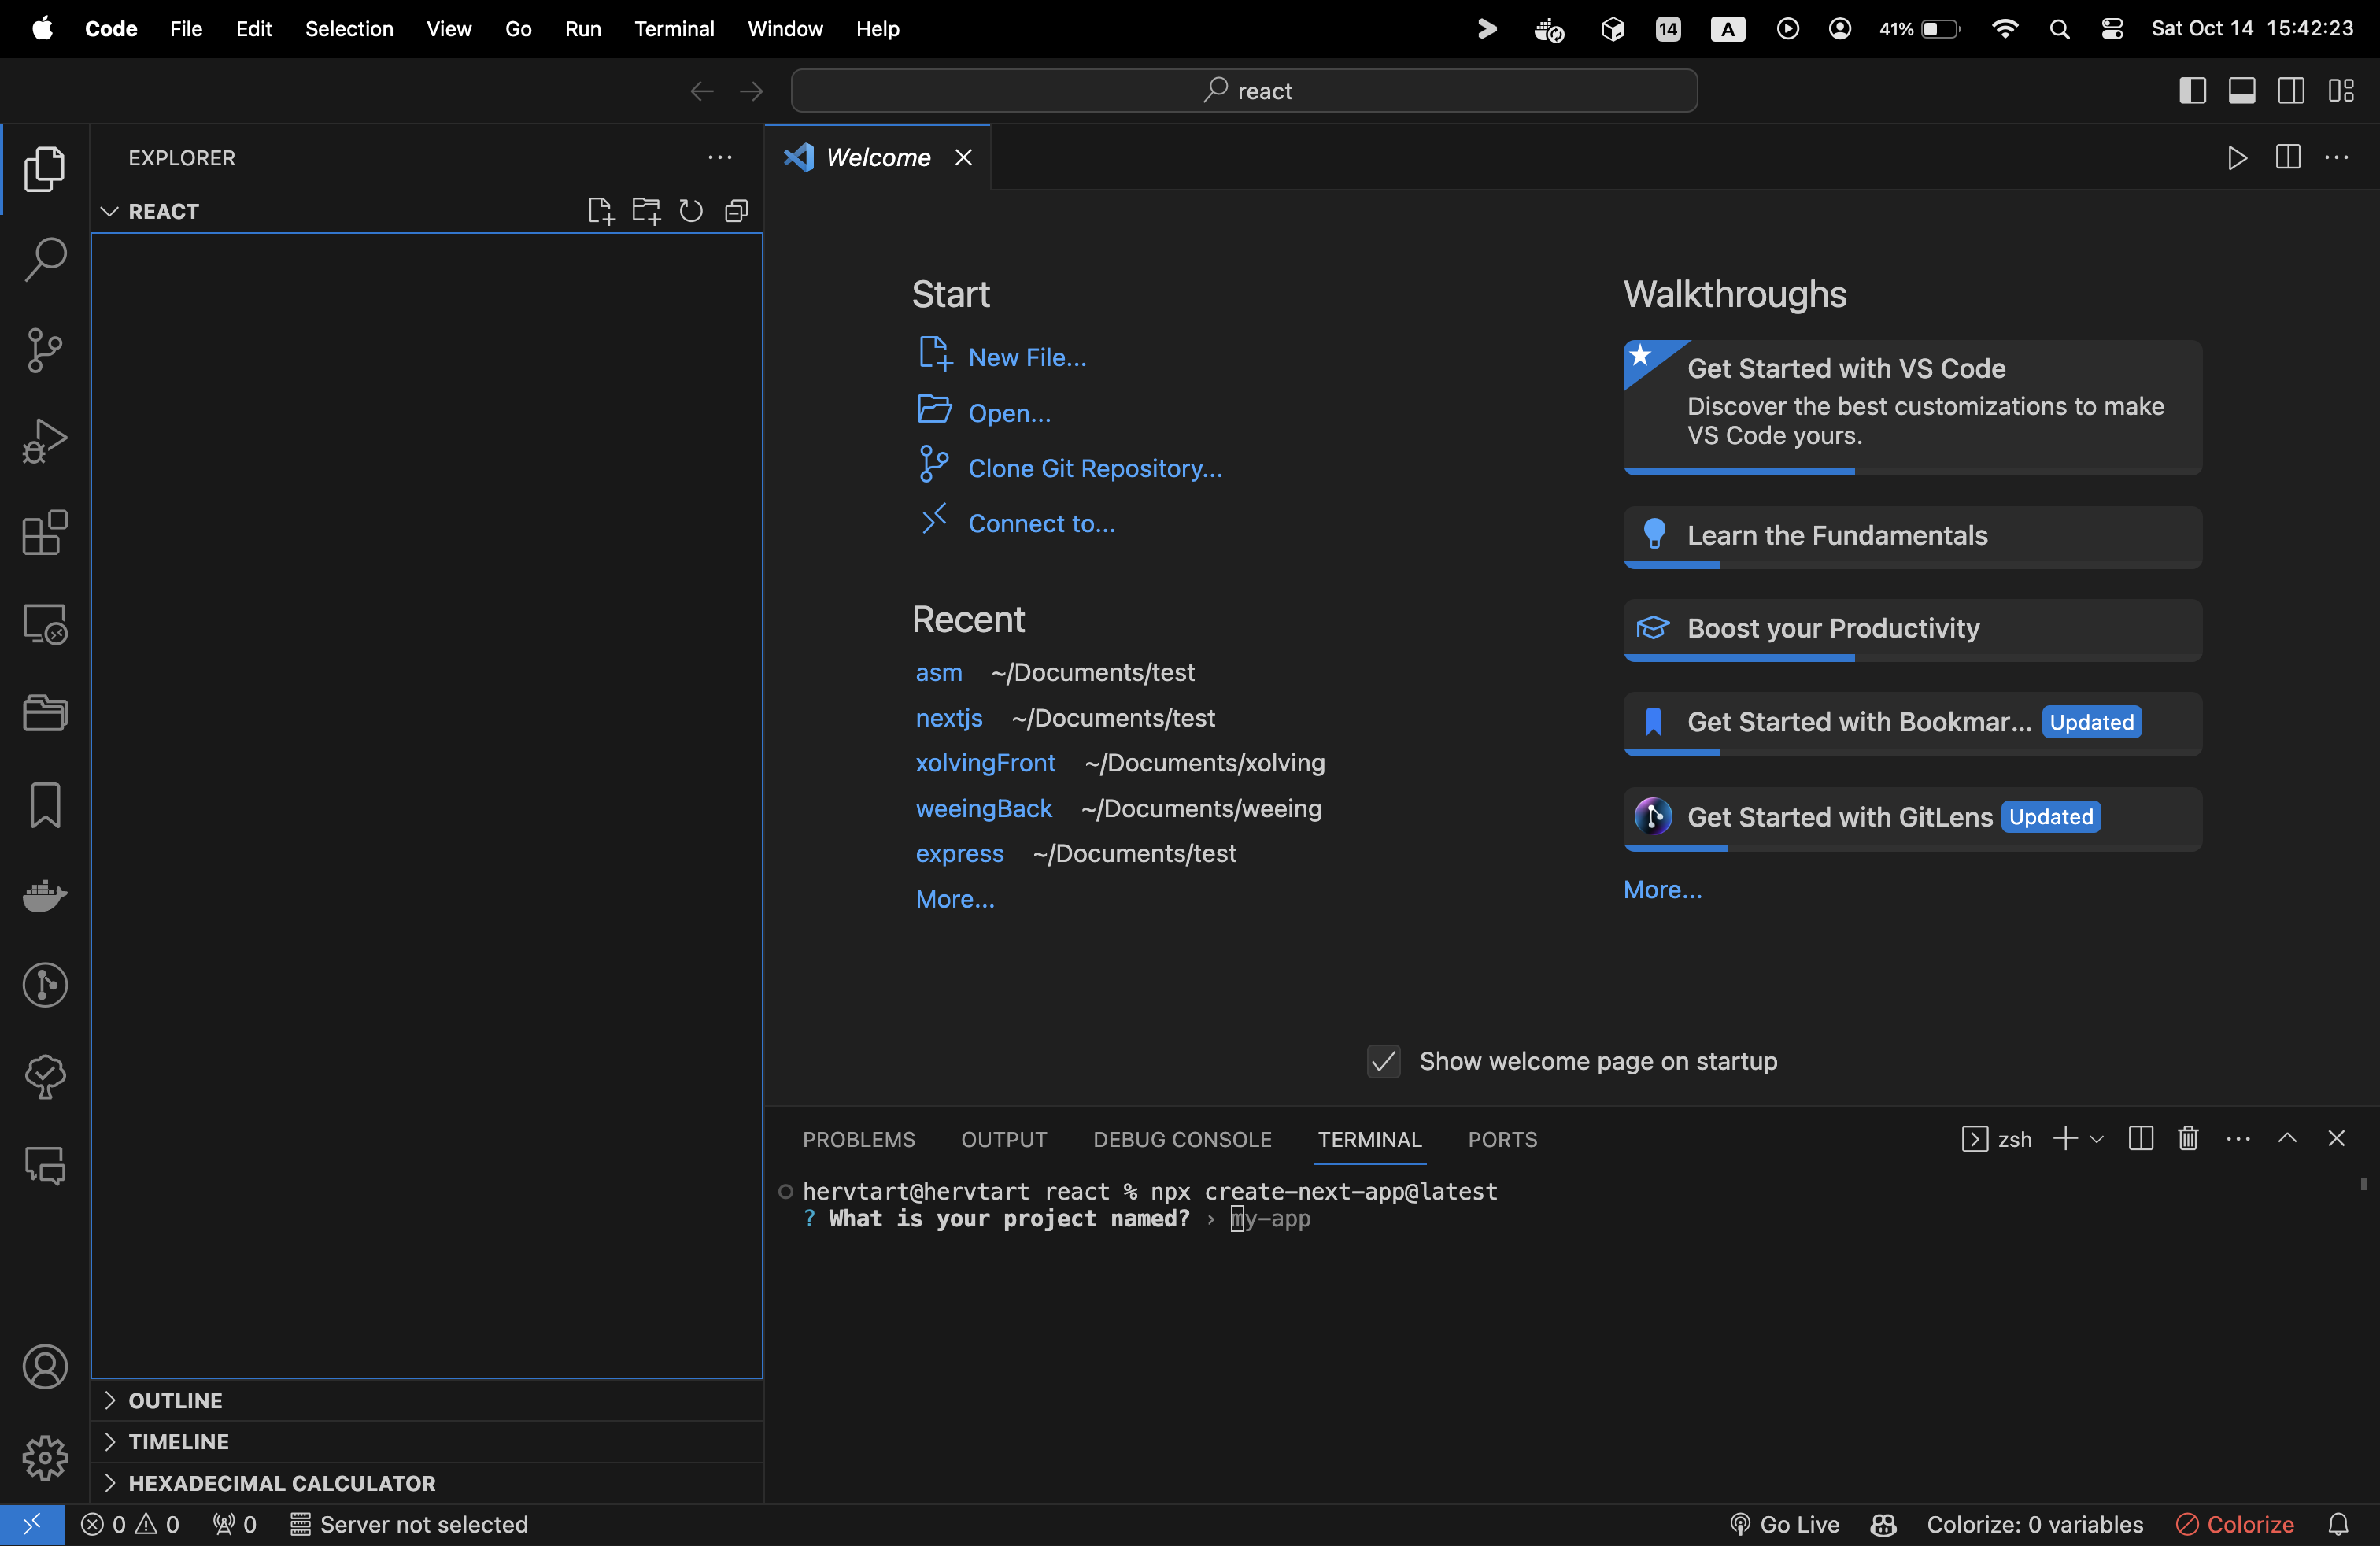 Code File Edit Selection View Go Run Terminal Window Help 14 A 41% Sat Oct 14 15:42:23
react
EXPLORER
REACT
Welcome
Start
New File...
Open...
Clone Git Repository...
Connect to...
Recent
asm ~/Documents/test
nextjs ~/Documents/test
xolvingFront ~/Documents/xolving
weeingBack ~/Documents/weeing
express ~/Documents/test
More...
Walkthroughs
Get Started with VS Code
Discover the best customizations to make
VS Code yours.
Learn the Fundamentals
Boost your Productivity
Get Started with Bookmar... Updated
Get Started with GitLens Updated
More...
Show welcome page on startup
PROBLEMS OUTPUT DEBUG CONSOLE TERMINAL PORTS zsh
hervtart@hervtart react % npx create-next-app@latest
? What is your project named? › my-app
OUTLINE
TIMELINE
HEXADECIMAL CALCULATOR
0 0 0 Server not selected Go Live Colorize: 0 variables Colorize